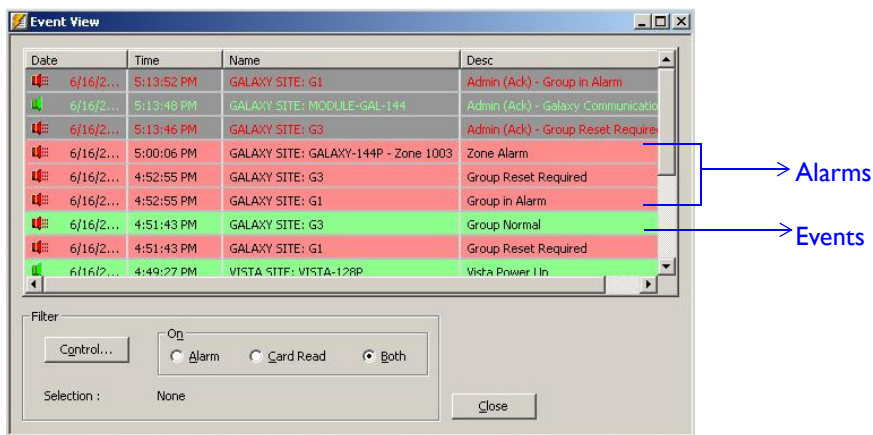 Event View
Date Time Name Desc
6/16/2... 5:13:52 PM GALAXY SITE: G1 Admin (Ack) - Group in Alarm
6/16/2... 5:13:48 PM GALAXY SITE: MODULE-GAL-144 Admin (Ack) - Galaxy Communicatio
6/16/2... 5:13:46 PM GALAXY SITE: G3 Admin (Ack) - Group Reset Require
6/16/2... 5:00:06 PM GALAXY SITE: GALAXY-144P - Zone 1003 Zone Alarm
6/16/2... 4:52:55 PM GALAXY SITE: G3 Group Reset Required
6/16/2... 4:52:55 PM GALAXY SITE: G1 Group in Alarm
6/16/2... 4:51:43 PM GALAXY SITE: G3 Group Normal
6/16/2... 4:51:43 PM GALAXY SITE: G1 Group Reset Required
6/16/2... 4:49:27 PM VISTA SITE: VISTA-128P Vista Power Up
Alarms
Events
Filter
Control...
On
Alarm Card Read Both
Selection : None
Close